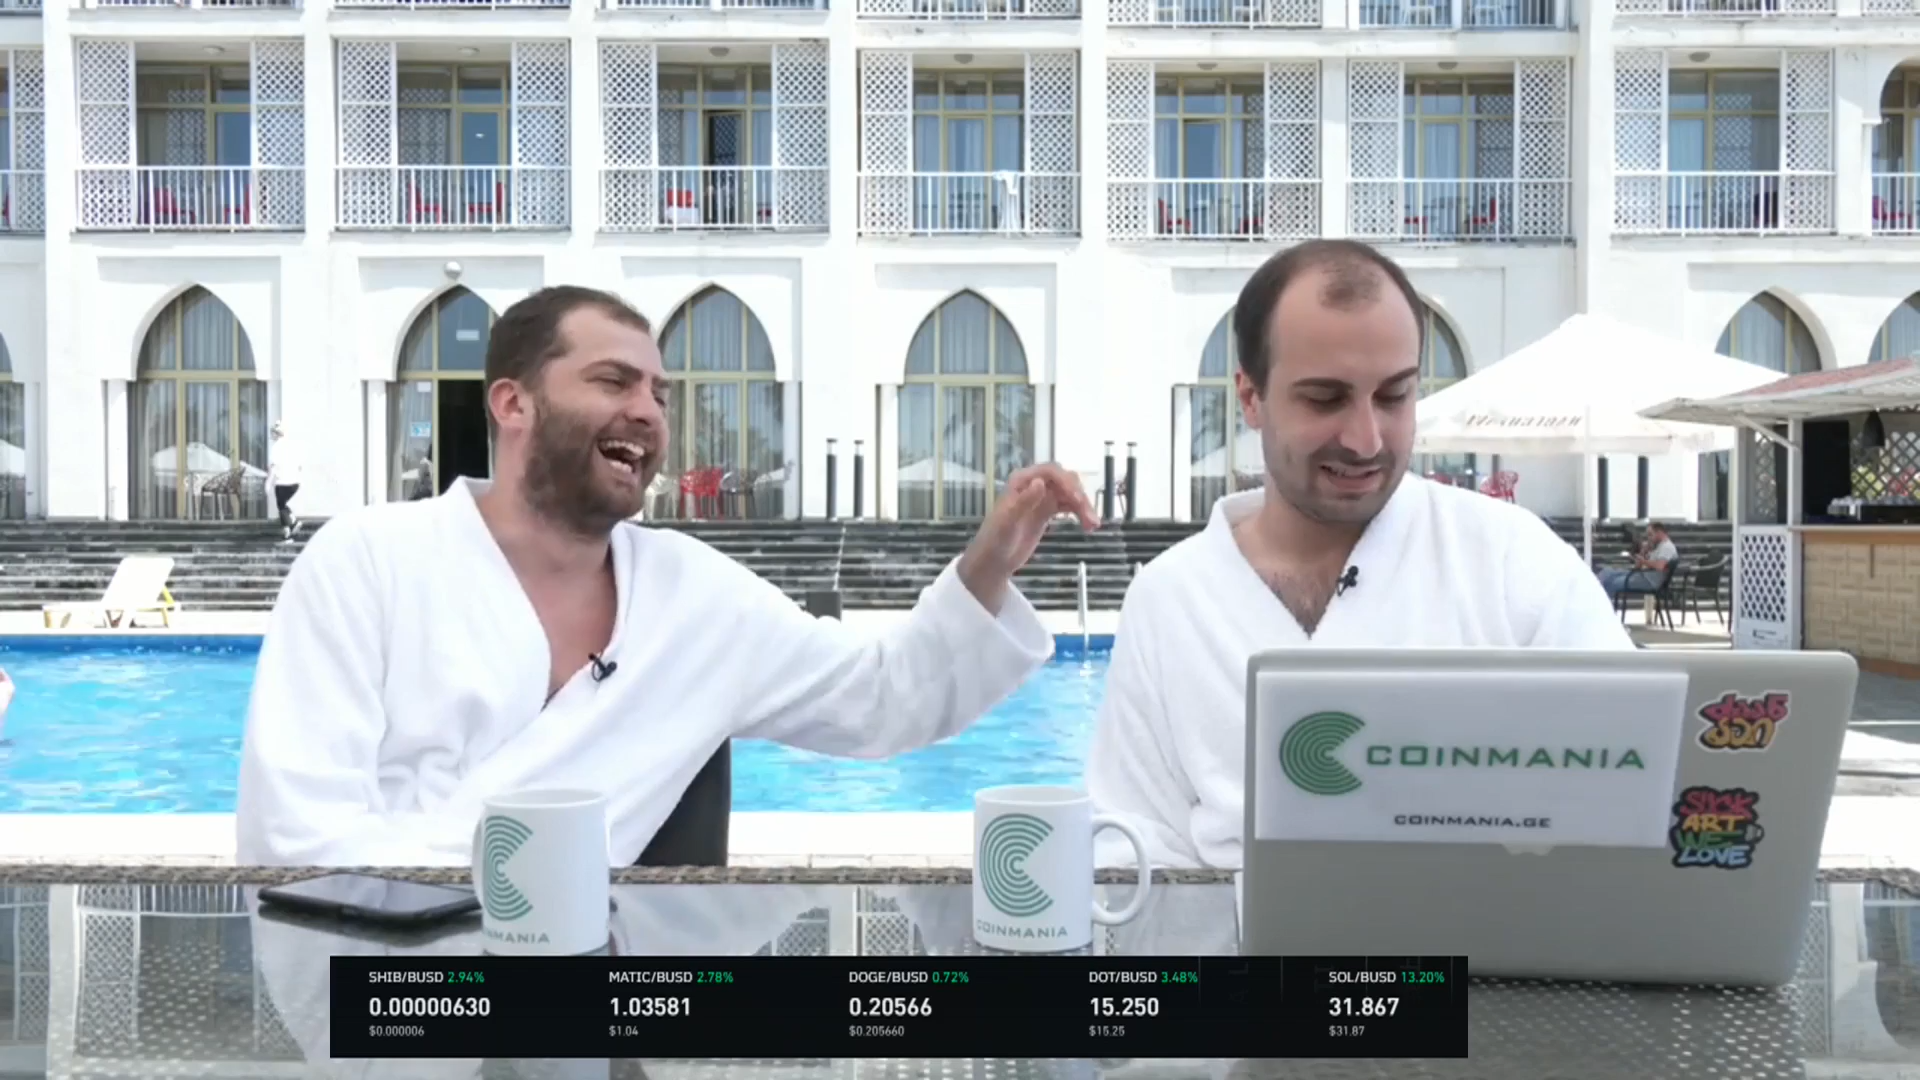 COINMANIA
COINMANIA.GE
SICK
ART
WE
LOVE
COINMANIA
SHIB/BUSD 2.94%
0.00000630
$0.000006
MATIC/BUSD 2.78%
1.03581
$1.04
DOGE/BUSD 0.72%
0.20566
$0.205660
DOT/BUSD 3.48%
15.250
$15.25
SOL/BUSD 13.20%
31.867
$31.87